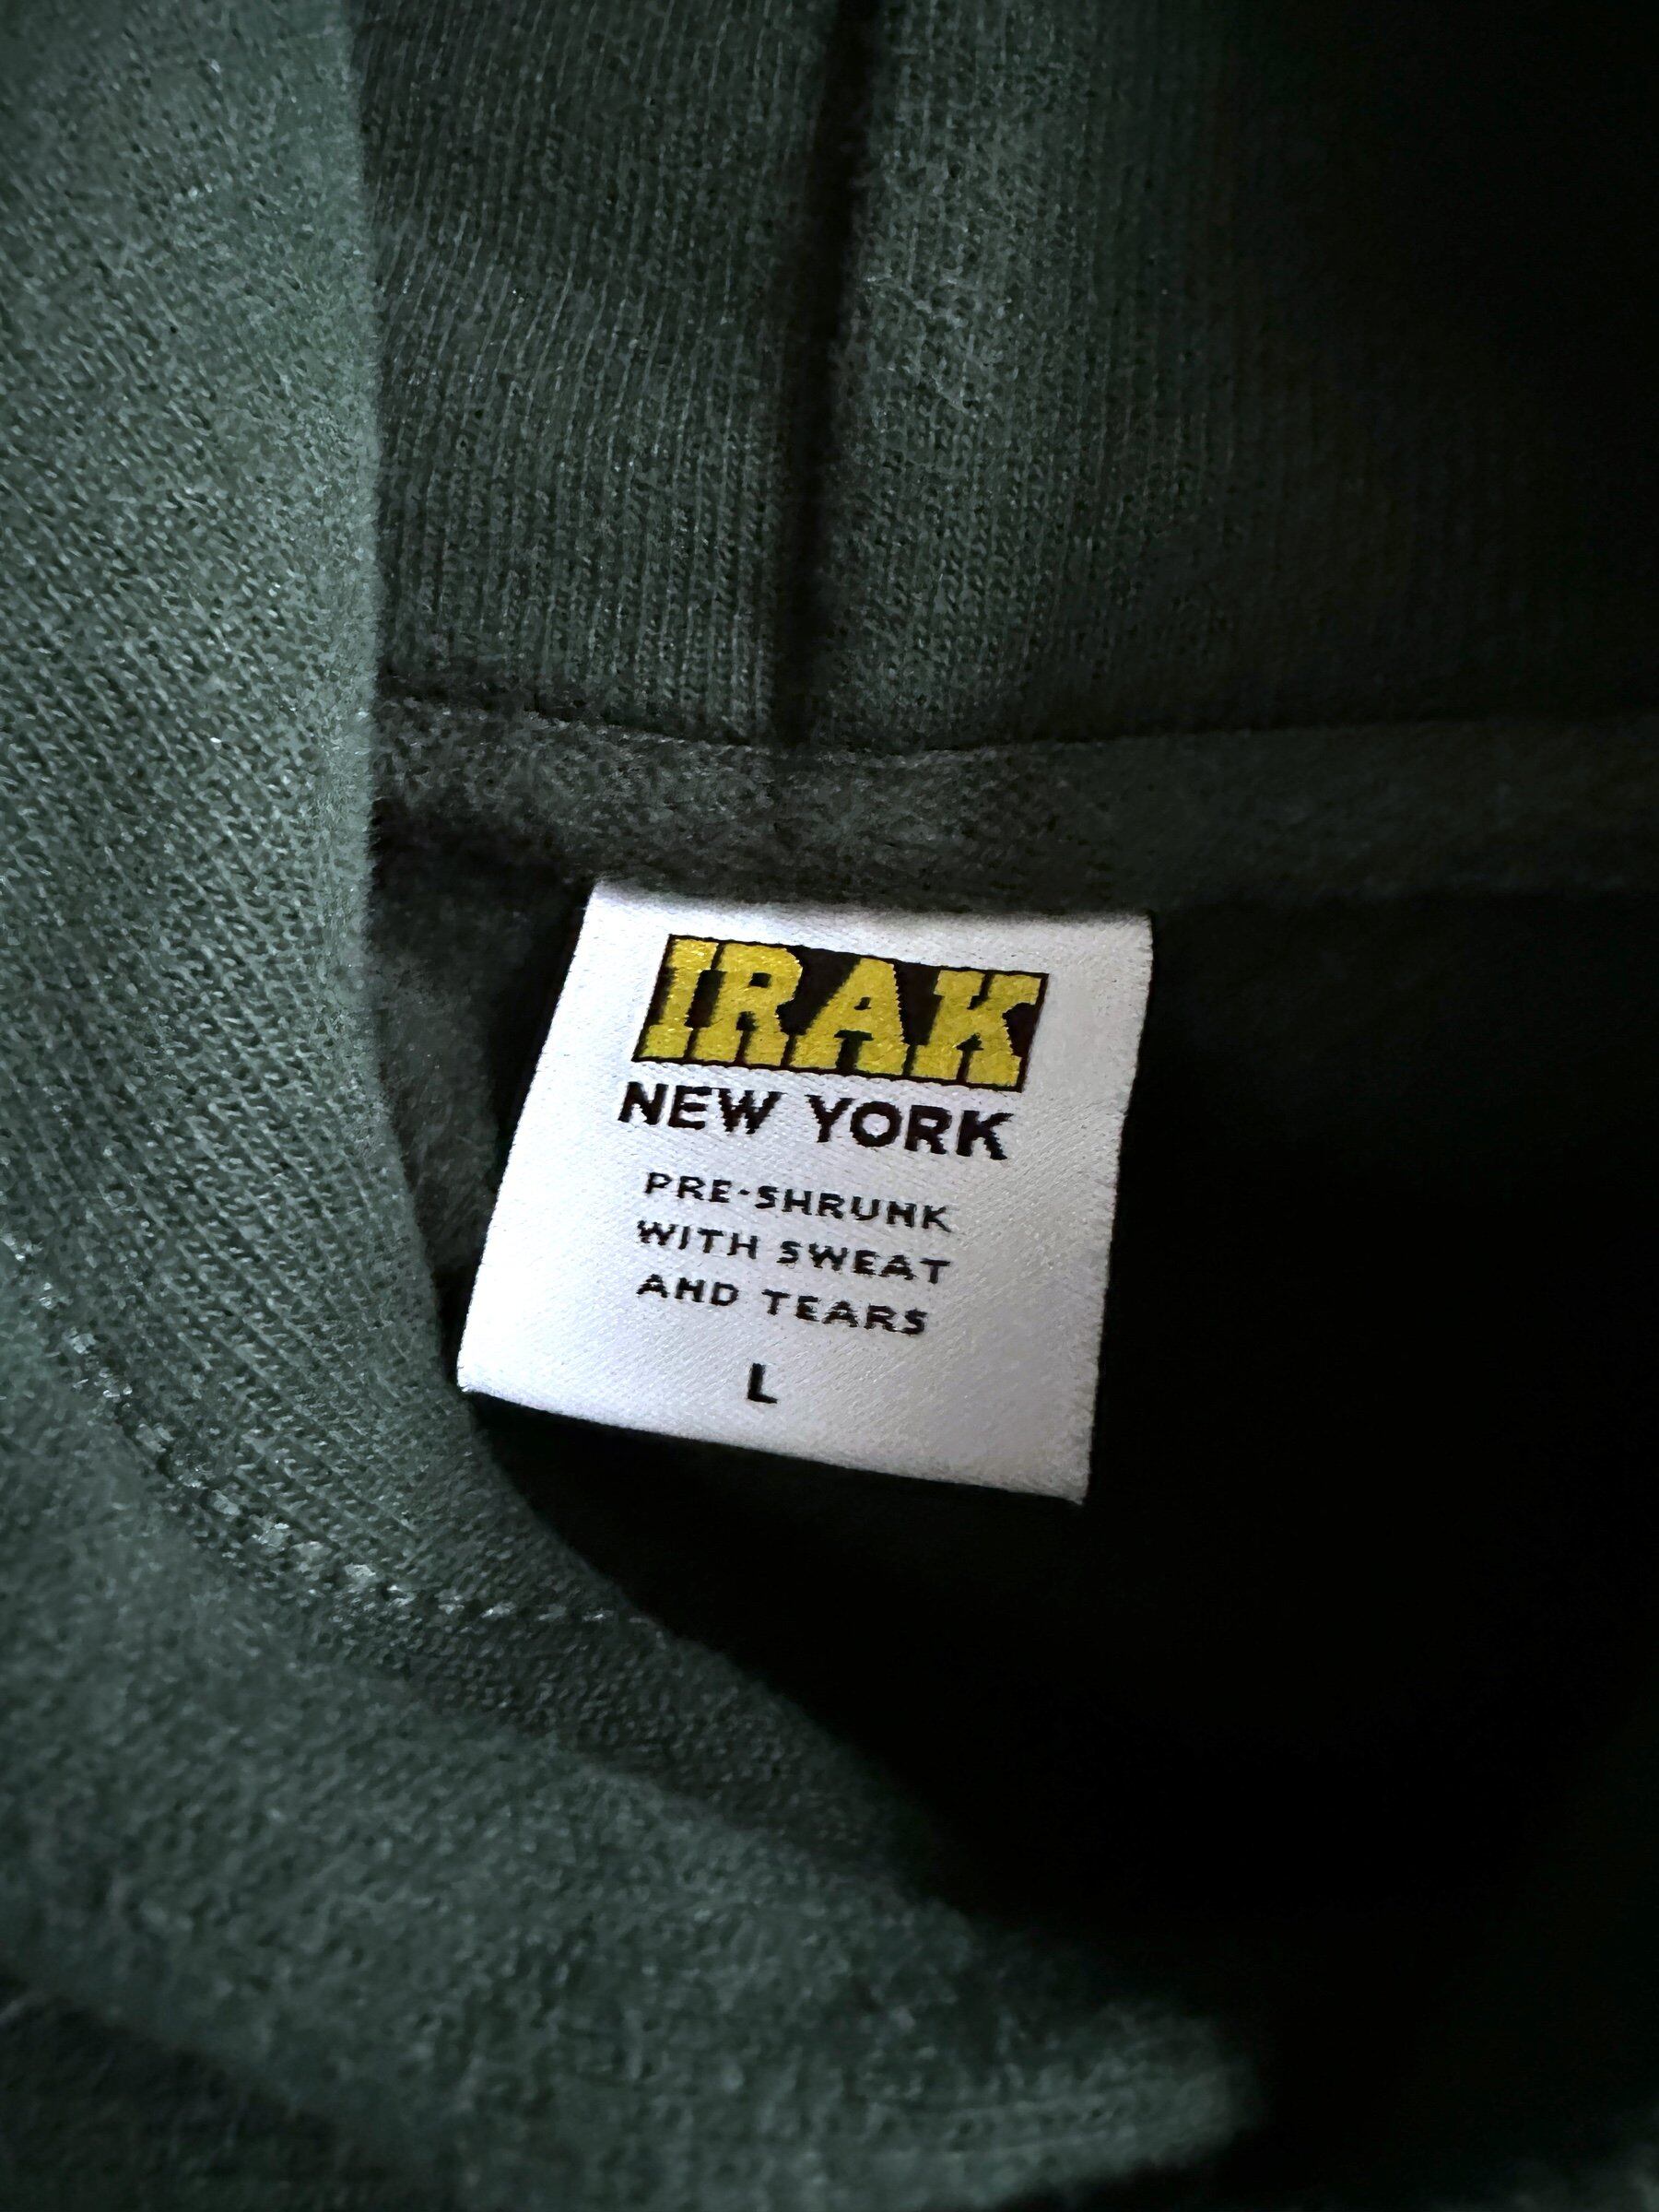 IRAK
NEW YORK
PRE-SHRUNK
WITH SWEAT
AND TEARS
L